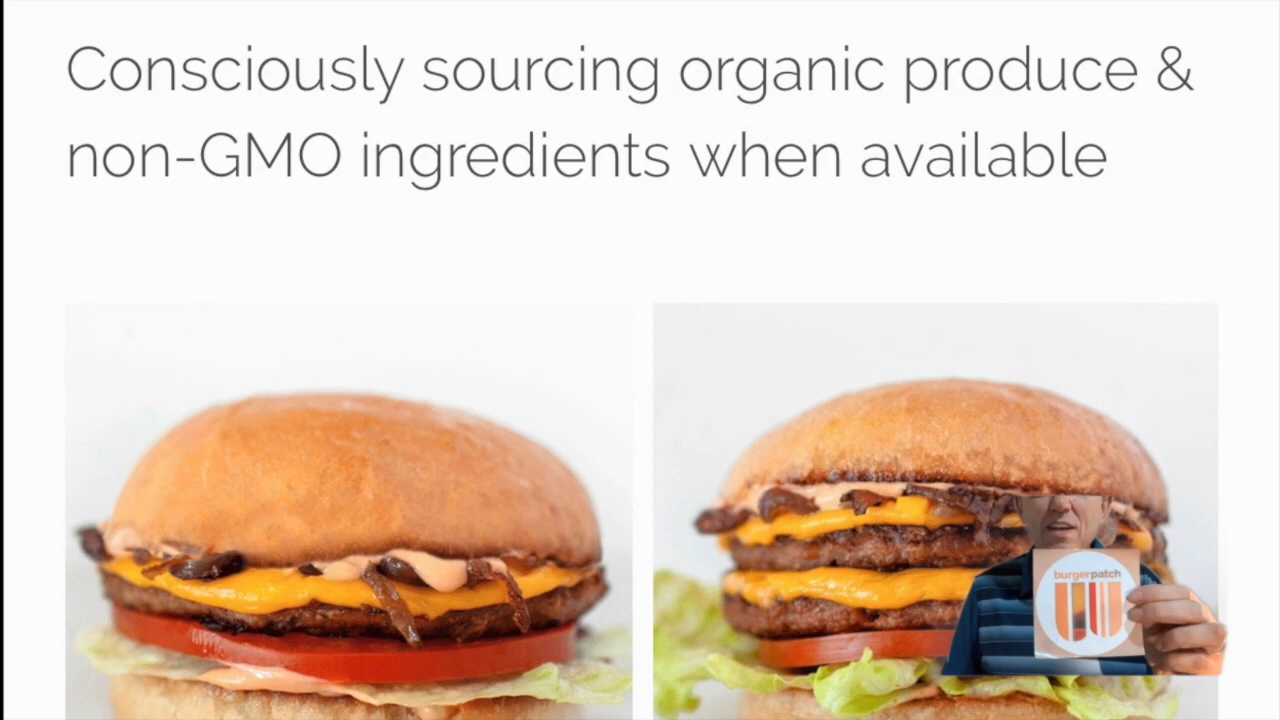 Consciously sourcing organic produce &
non-GMO ingredients when available
burgerpatch